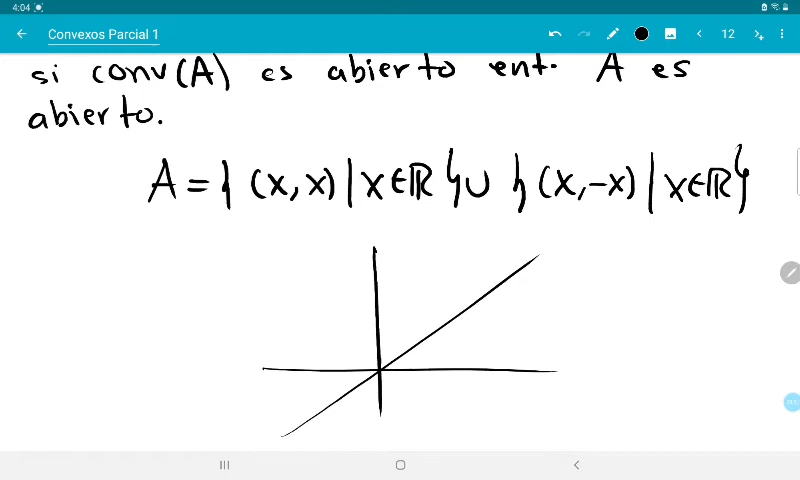 4:04
Convexos Parcial 1
12
si conv(A) es abierto ent. A es
abierto.
A = { (x, x) | x ∈ ℝ } ∪ { (x, -x) | x ∈ ℝ }